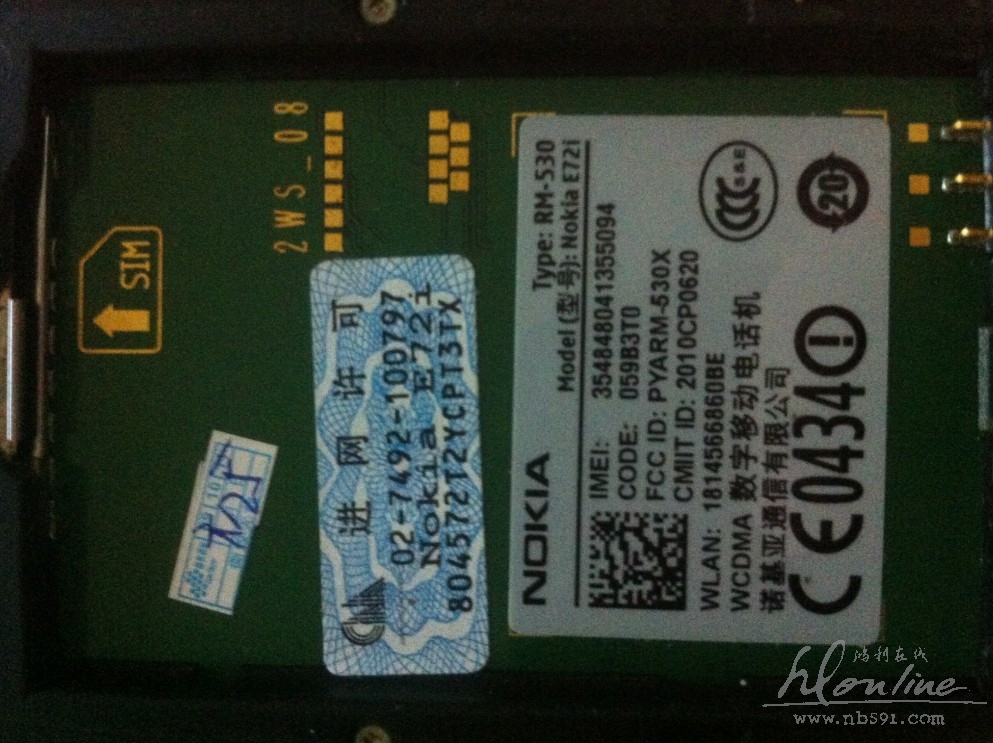 2WS_08
SIM
进网许可
02-7492-100797
Nokia E72i
804572T2YCPT3TX
NOKIA
Type: RM-530
Model (型号): Nokia E72i
IMEI: 354848041355094
CODE: 059B3T0
FCC ID: PYARM-530X
CMIIT ID: 2010CP0620
WLAN: 1814566860BE
WCDMA 数字移动电话机
诺基亚通信有限公司
CE0434
CCC S&E
20
鸿利在线
hlonline
www.nb591.com